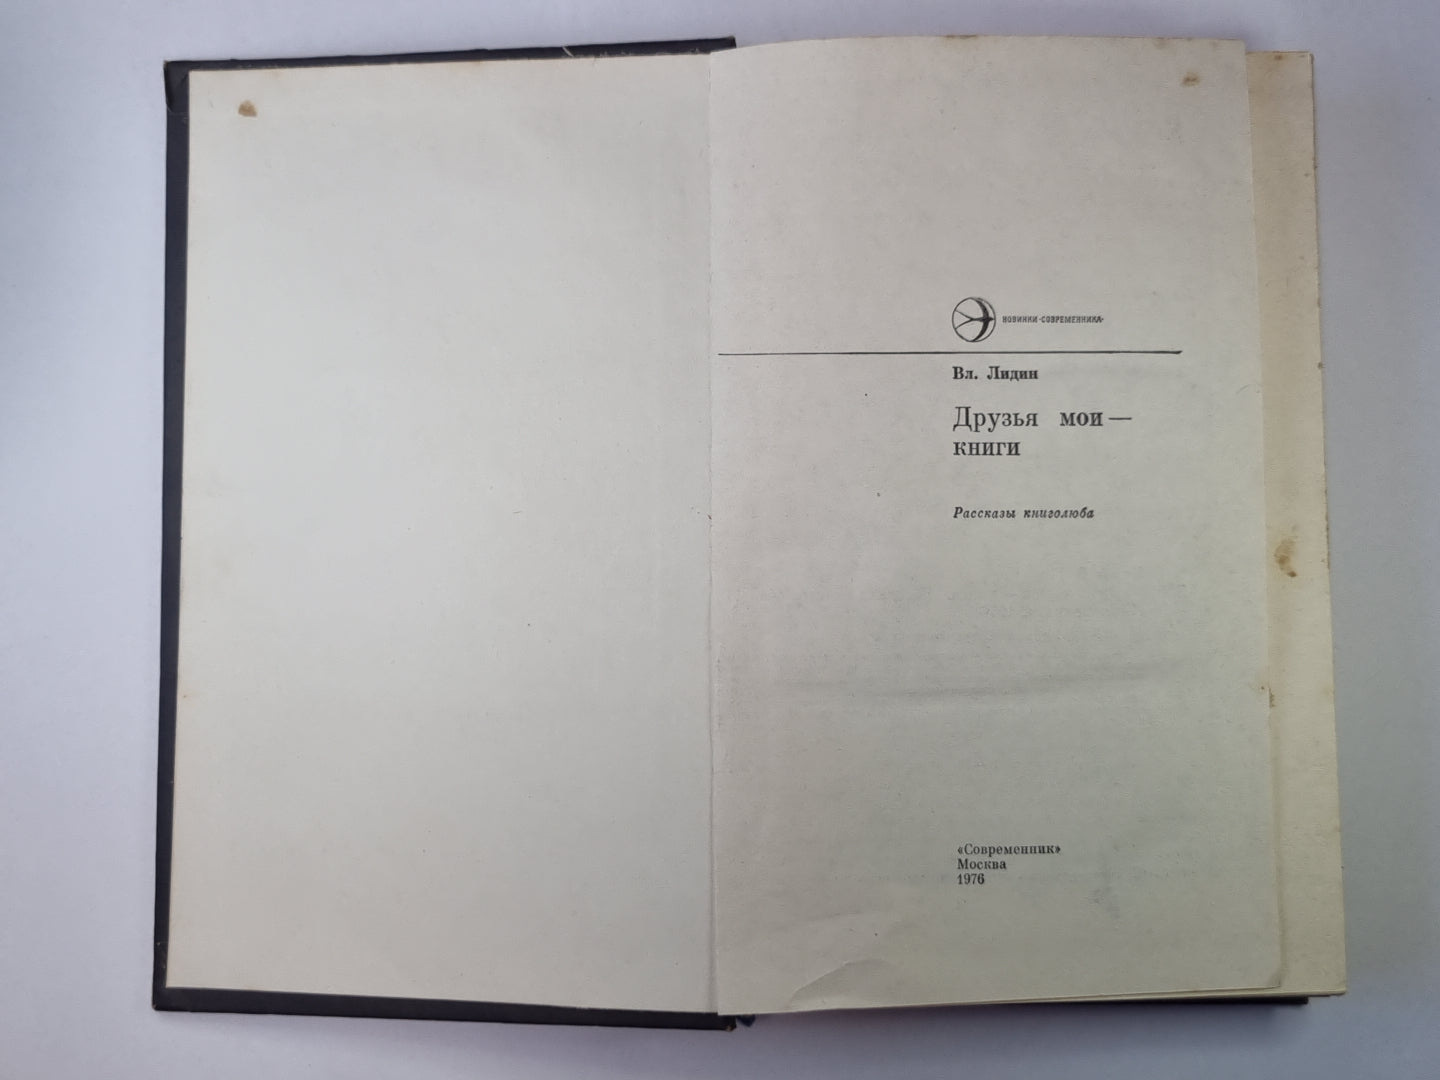 НОВИНКИ «СОВРЕМЕННИКА»
Вл. Лидин
Друзья мои —
книги
Рассказы книголюба
«Современник»
Москва
1976